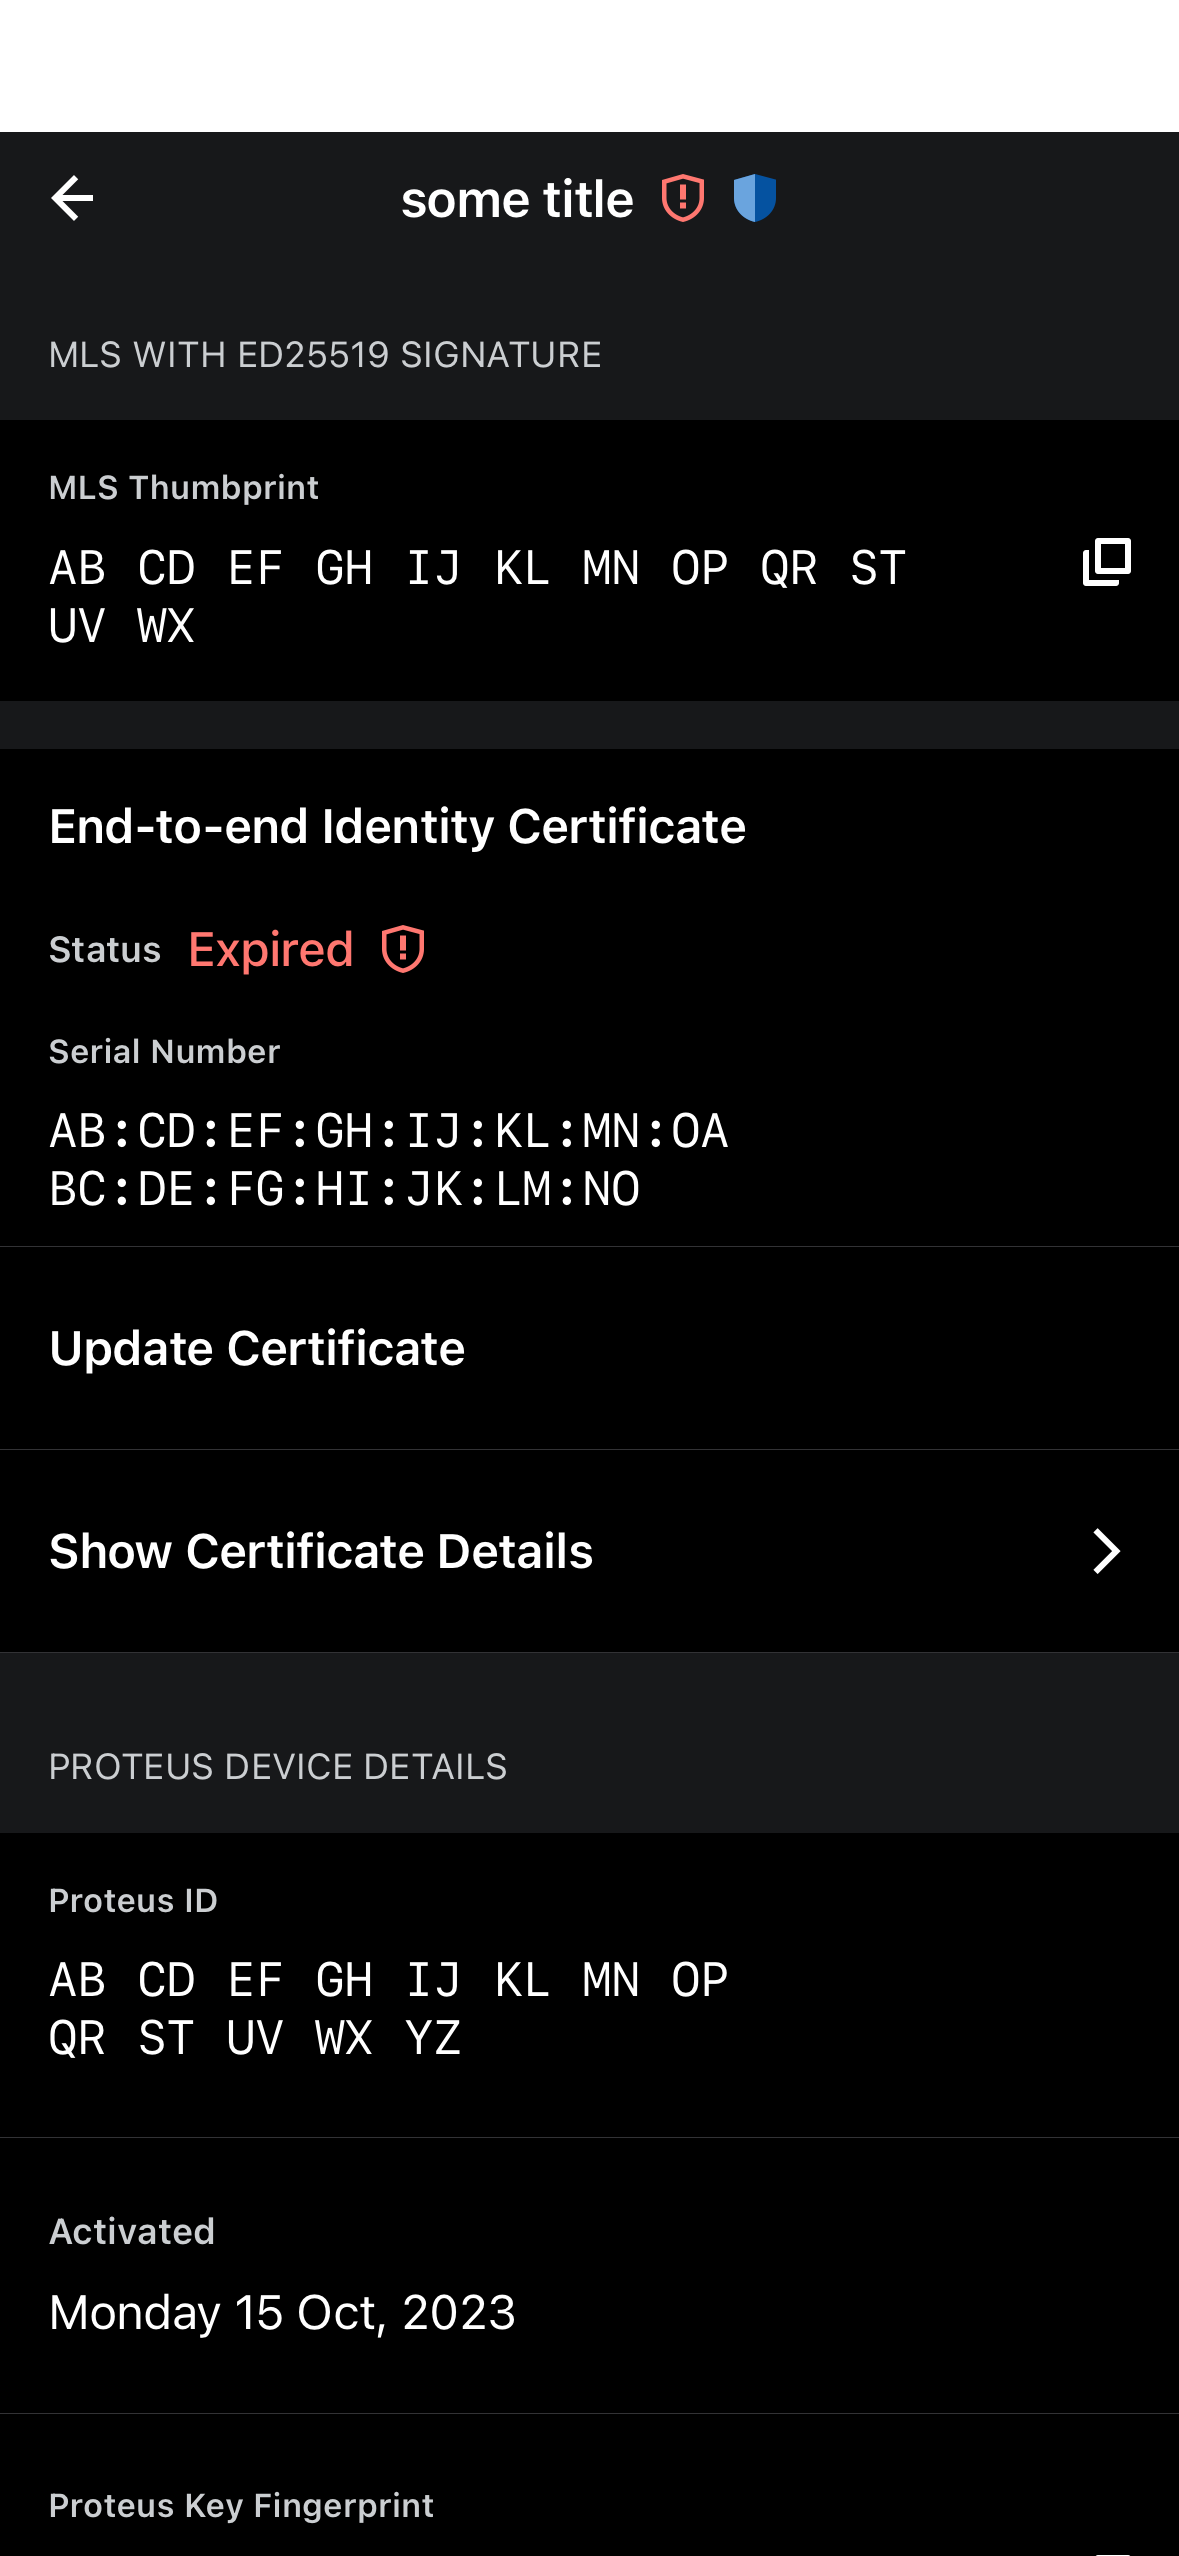 some title
MLS WITH ED25519 SIGNATURE
MLS Thumbprint
AB CD EF GH IJ KL MN OP QR ST
UV WX
End-to-end Identity Certificate
Status Expired
Serial Number
AB:CD:EF:GH:IJ:KL:MN:OA
BC:DE:FG:HI:JK:LM:NO
Update Certificate
Show Certificate Details
PROTEUS DEVICE DETAILS
Proteus ID
AB CD EF GH IJ KL MN OP
QR ST UV WX YZ
Activated
Monday 15 Oct, 2023
Proteus Key Fingerprint